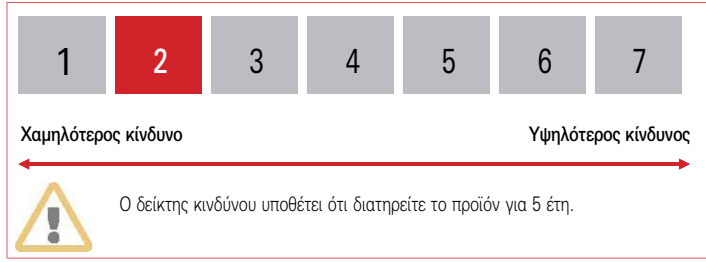 1 2 3 4 5 6 7
Χαμηλότερος κίνδυνο Υψηλότερος κίνδυνος
Ο δείκτης κινδύνου υποθέτει ότι διατηρείτε το προϊόν για 5 έτη.